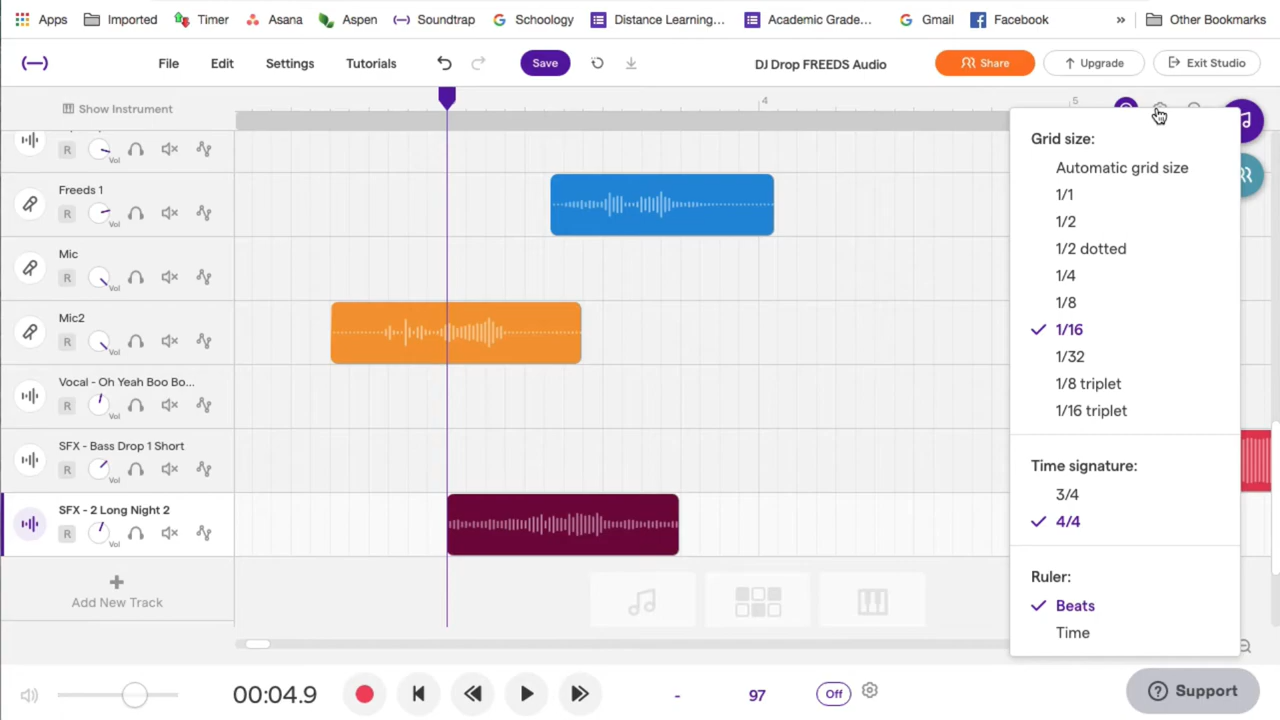 Apps Imported Timer Asana Aspen Soundtrap Schoology Distance Learning... Academic Grade... Gmail Facebook » Other Bookmarks
File Edit Settings Tutorials Save DJ Drop FREEDS Audio Share Upgrade Exit Studio
Show Instrument 4 5
R Vol
Freeds 1
R Vol
Mic
R Vol
Mic2
R Vol
Vocal - Oh Yeah Boo Bo...
R Vol
SFX - Bass Drop 1 Short
R Vol
SFX - 2 Long Night 2
R Vol
Add New Track
Grid size:
Automatic grid size
1/1
1/2
1/2 dotted
1/4
1/8
1/16
1/32
1/8 triplet
1/16 triplet
Time signature:
3/4
4/4
Ruler:
Beats
Time
00:04.9 - 97 Off Support